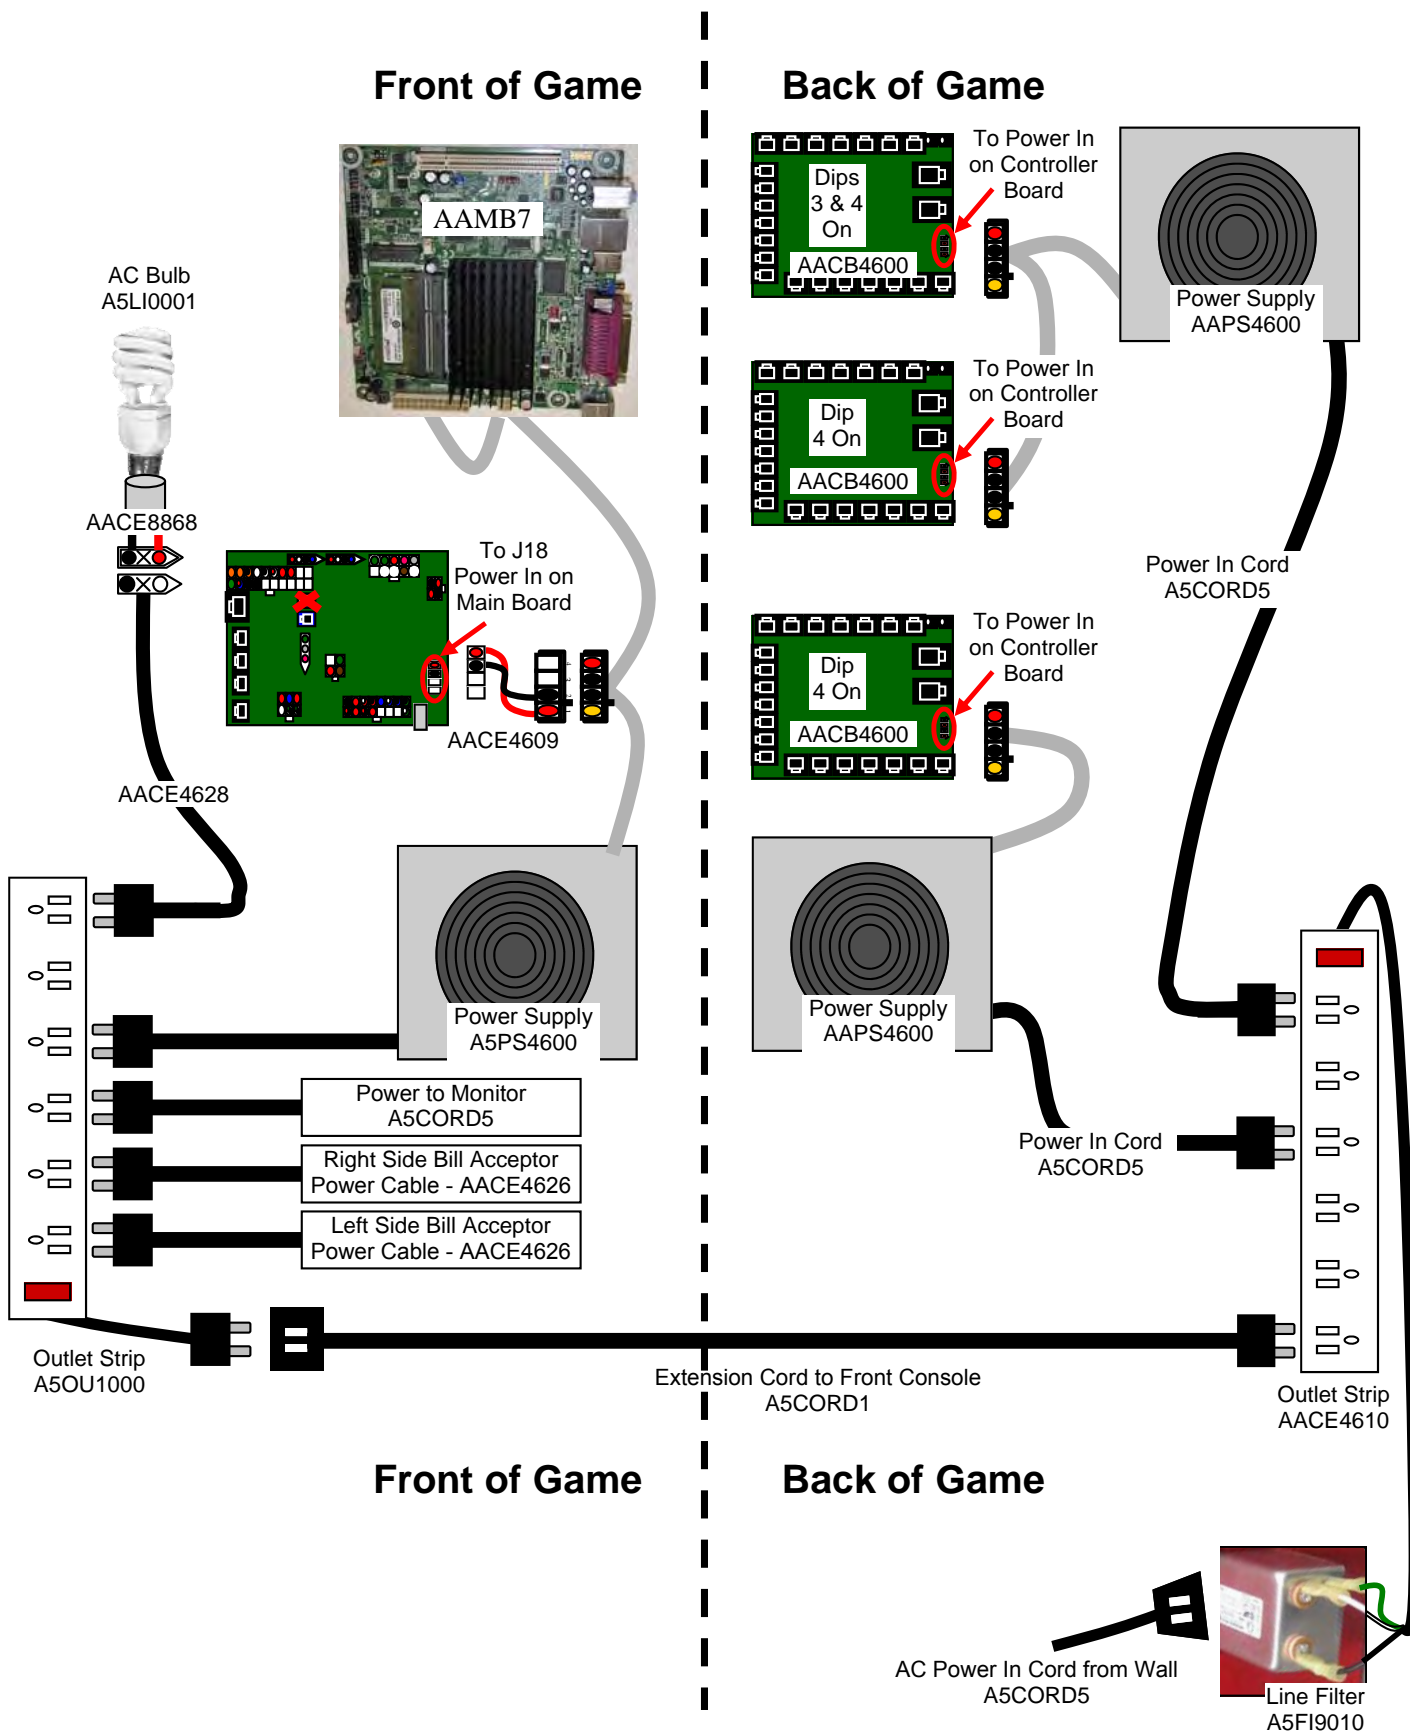 Front of Game
Back of Game
AAMB7
Dips
3 & 4
On
AACB4600
To Power In
on Controller
Board
Power Supply
AAPS4600
AC Bulb
A5LI0001
AACE8868
Dip
4 On
AACB4600
To Power In
on Controller
Board
To J18
Power In on
Main Board
AACE4609
Power In Cord
A5CORD5
Dip
4 On
AACB4600
To Power In
on Controller
Board
AACE4628
Power Supply
A5PS4600
Power Supply
AAPS4600
Power to Monitor
A5CORD5
Right Side Bill Acceptor
Power Cable - AACE4626
Left Side Bill Acceptor
Power Cable - AACE4626
Power In Cord
A5CORD5
Outlet Strip
A5OU1000
Extension Cord to Front Console
A5CORD1
Outlet Strip
AACE4610
Front of Game
Back of Game
AC Power In Cord from Wall
A5CORD5
Line Filter
A5FI9010